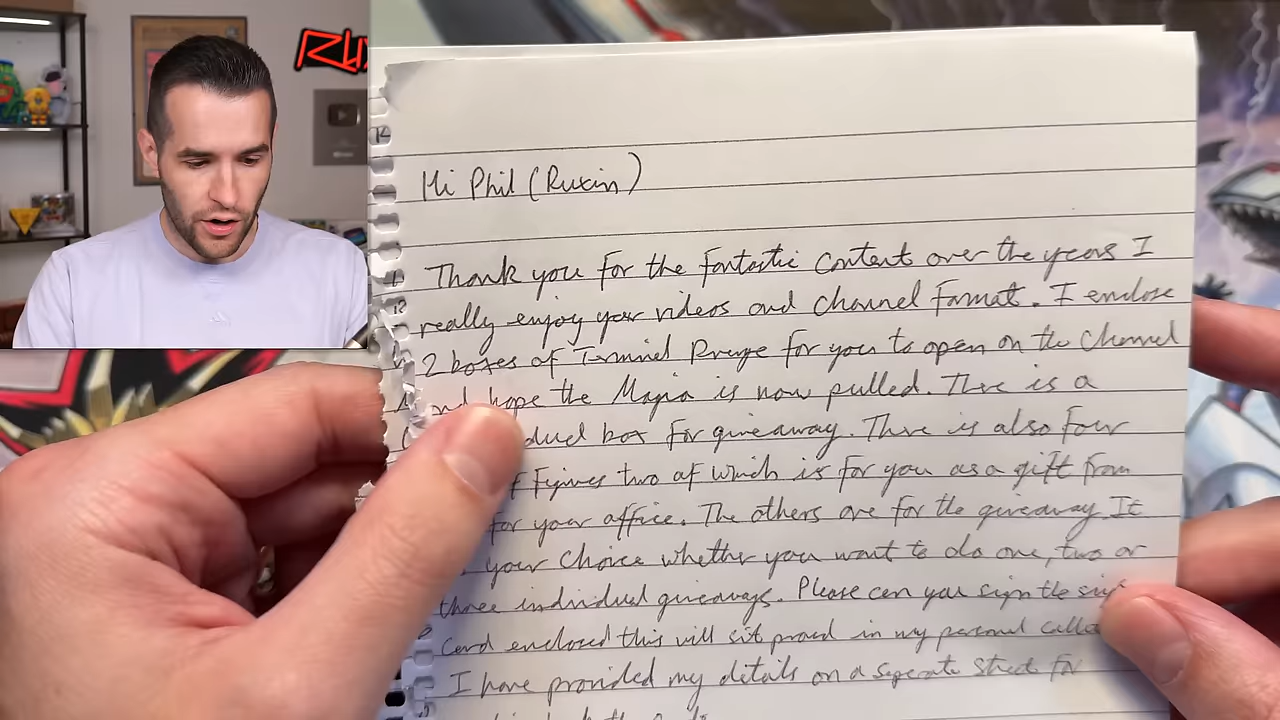 Hi Phil (Ruxin)
Thank you for the fantastic content over the years I
really enjoy your videos and channel format. I enclose
2 boxes of Terminal Revenge for you to open on the Channel
and hope the Magia is now pulled. There is a
duel box for giveaway. There is also four
of Figures two of which is for you as a gift from
for your office. The others are for the giveaway It
your Choice whether you want to do one, two or
three individual giveaways. Please can you sign the
Card enclosed this will sit proud in my personal
I have provided my details on a seperate sheet for